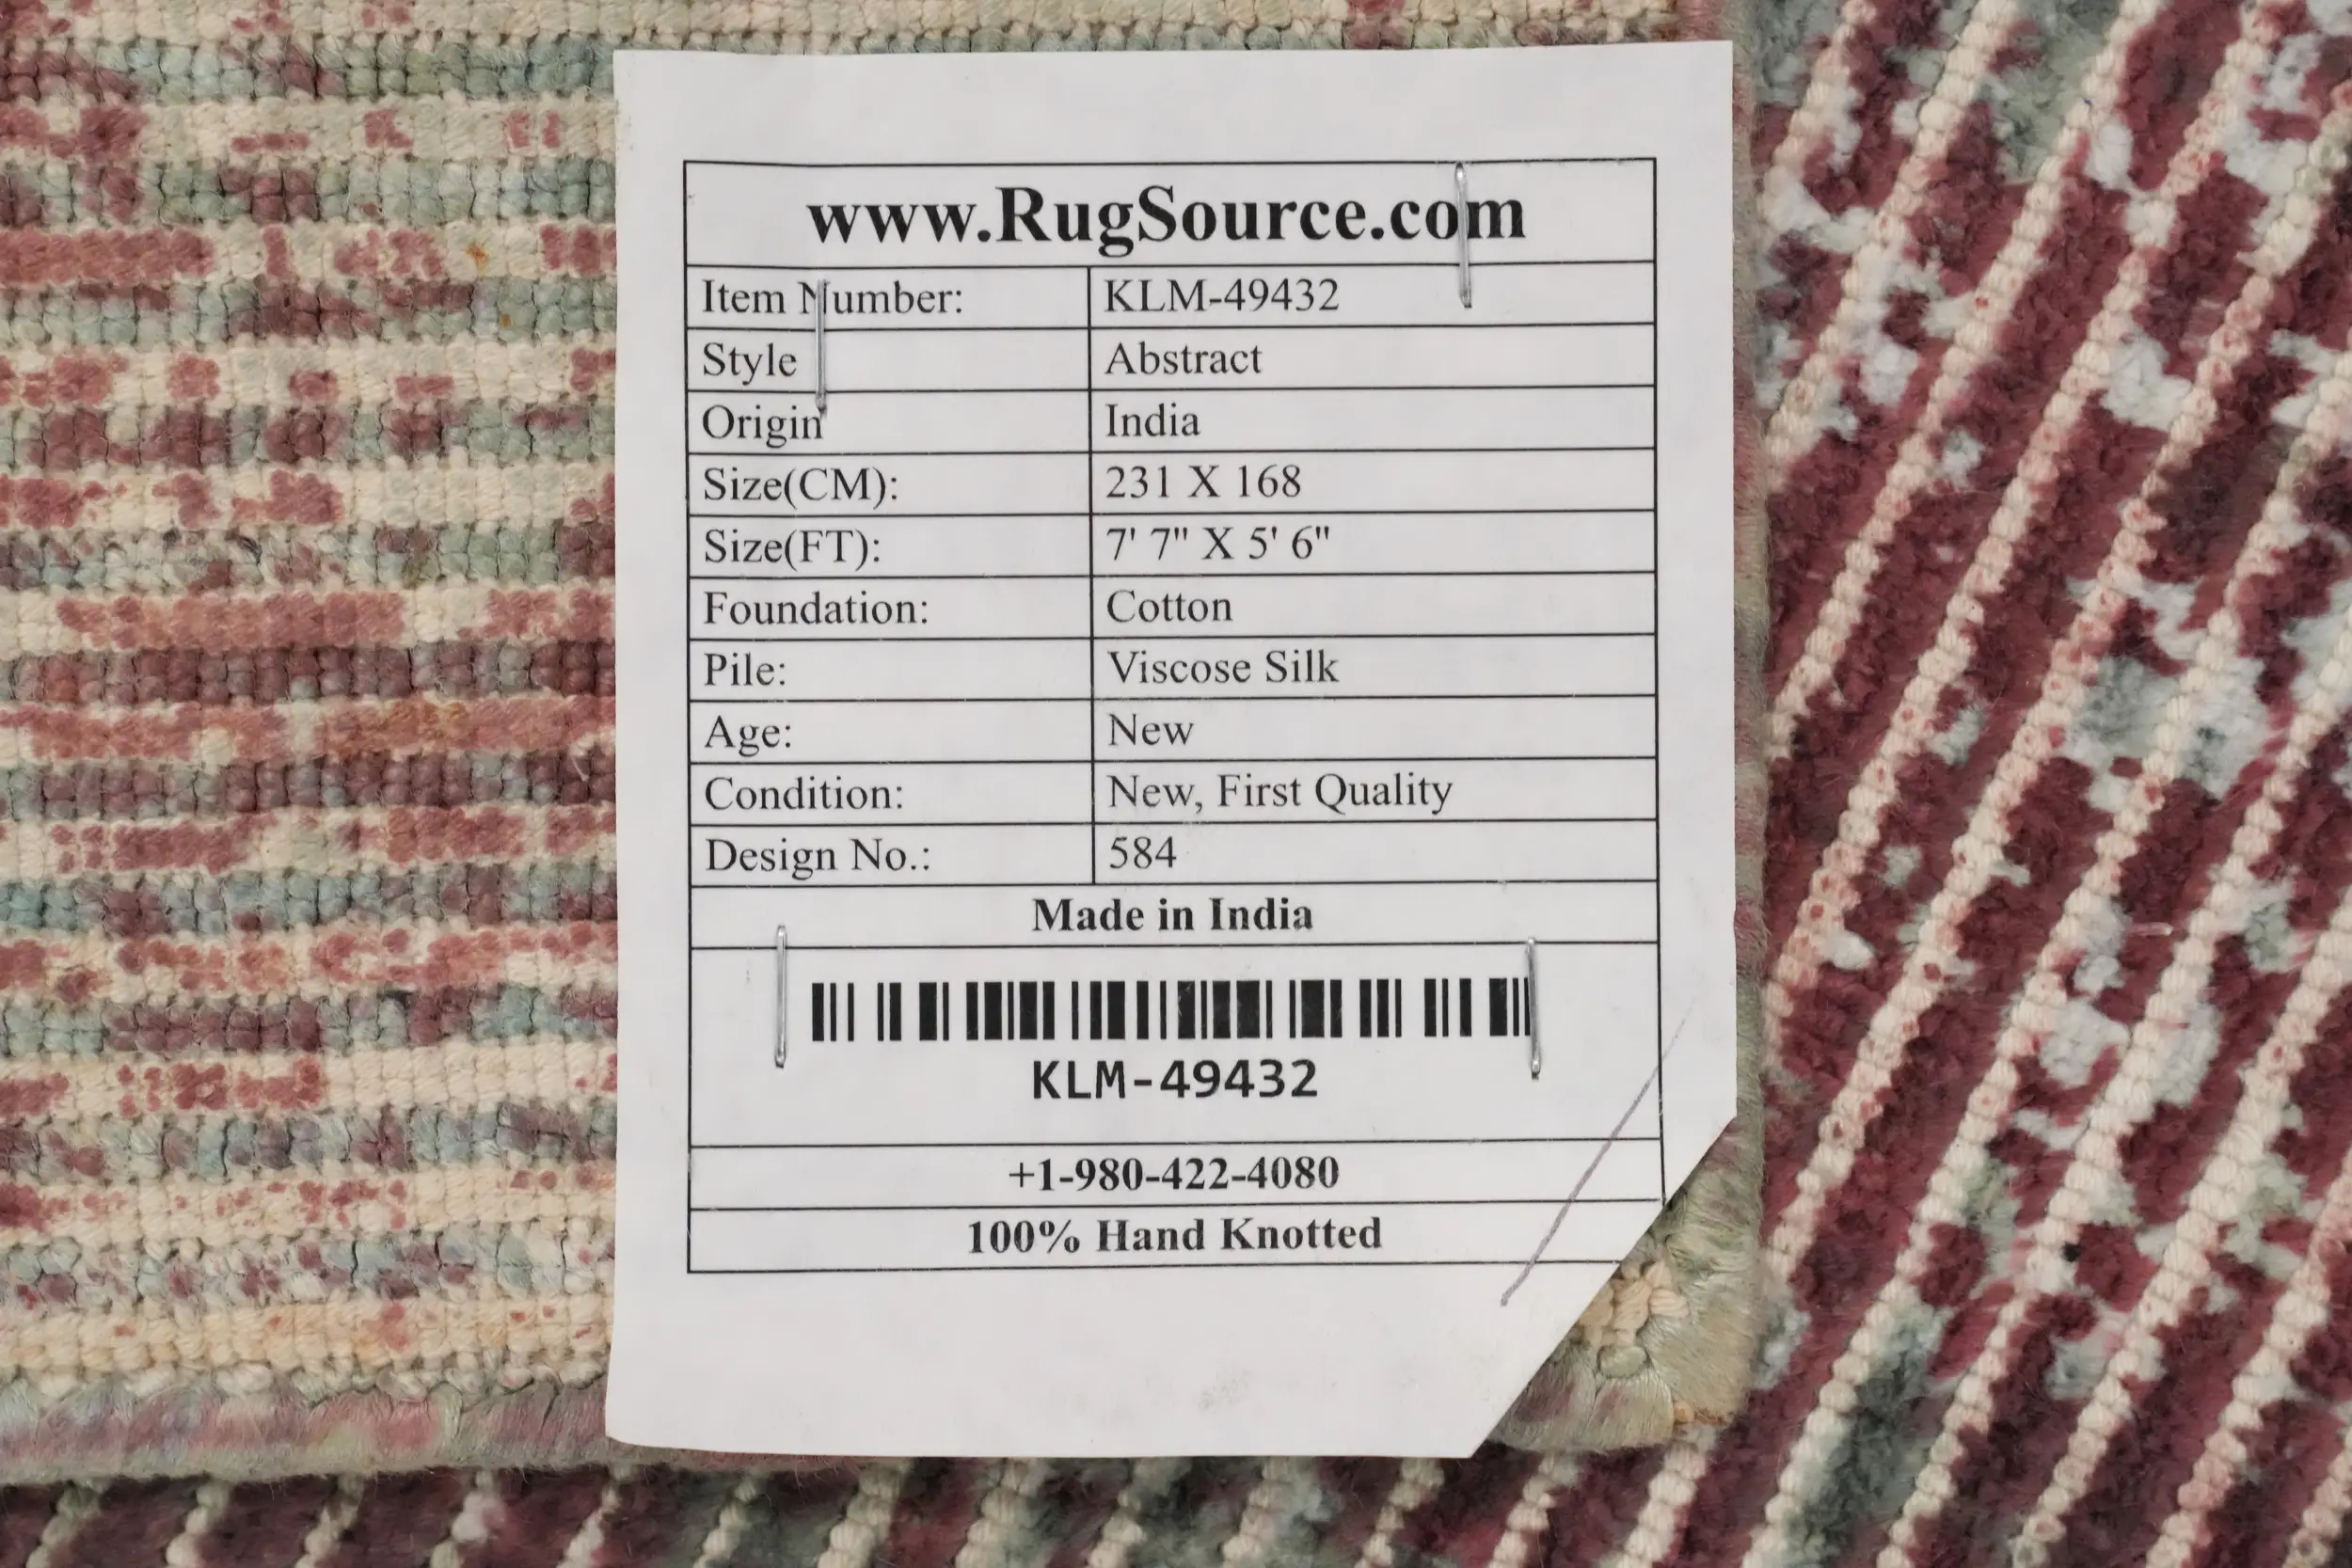 www.RugSource.com
Item Number: KLM-49432
Style Abstract
Origin India
Size(CM): 231 X 168
Size(FT): 7' 7" X 5' 6"
Foundation: Cotton
Pile: Viscose Silk
Age: New
Condition: New, First Quality
Design No.: 584
Made in India
KLM-49432
+1-980-422-4080
100% Hand Knotted